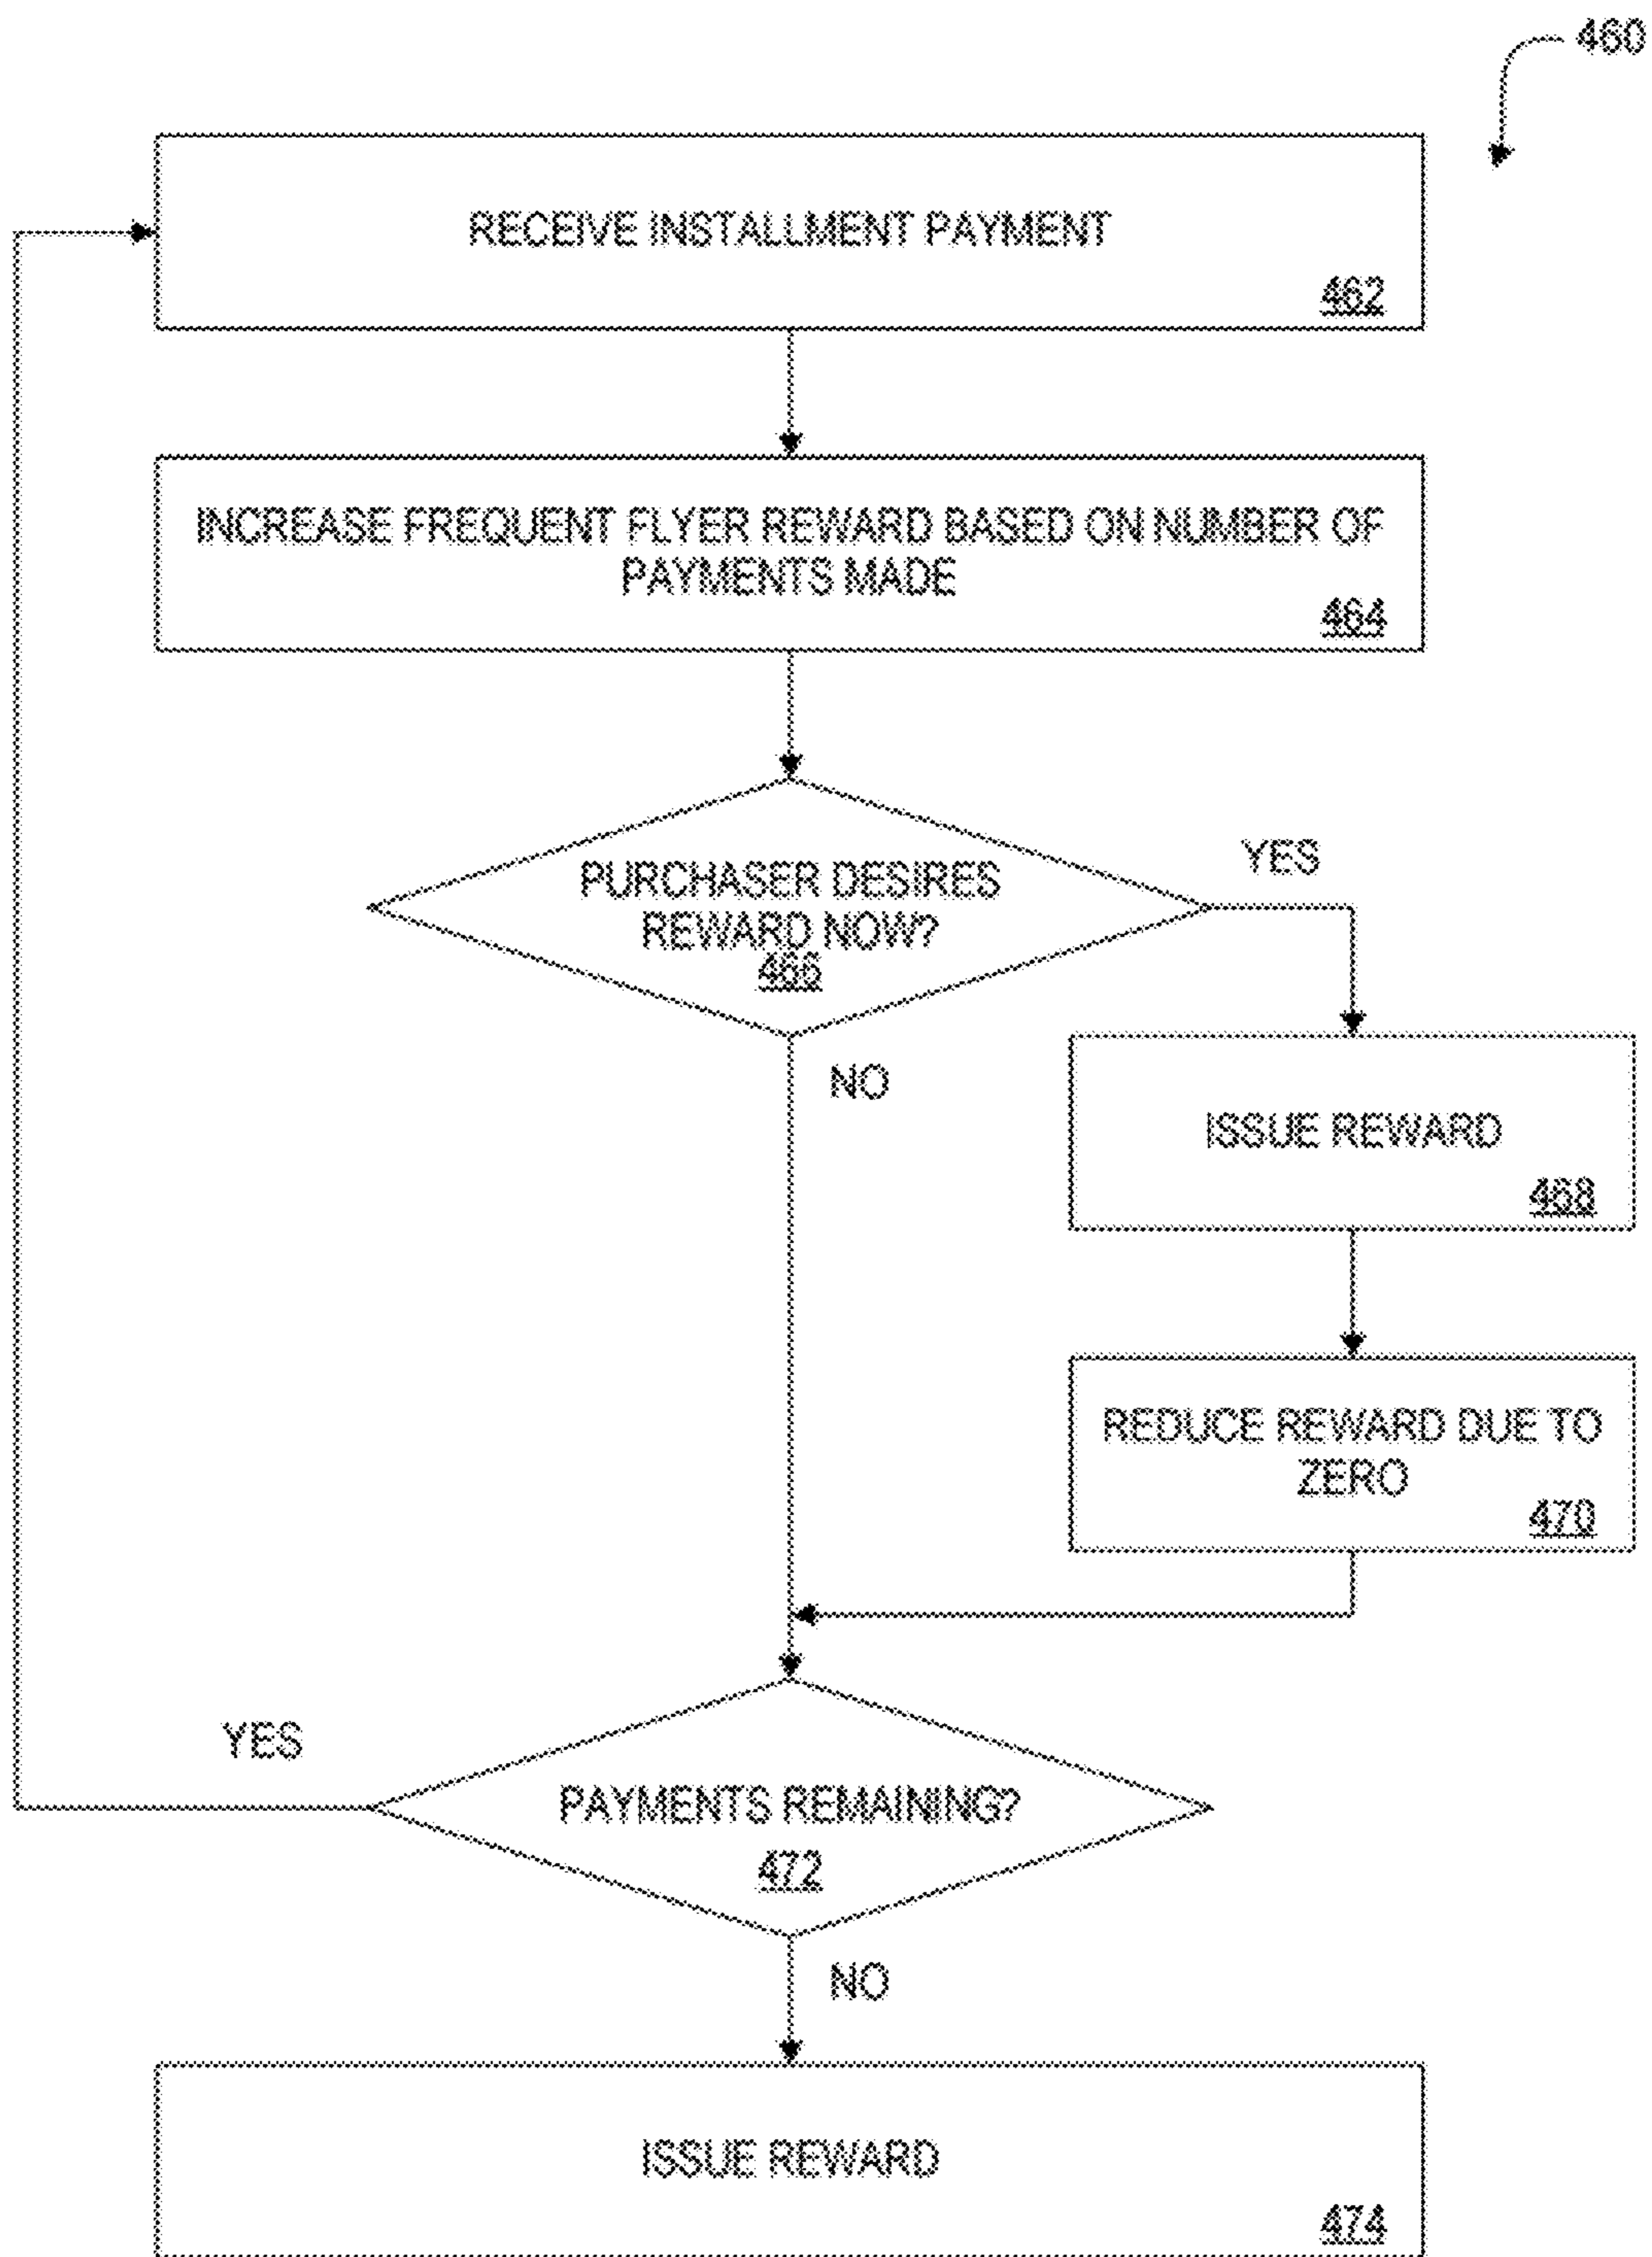 460
RECEIVE INSTALLMENT PAYMENT
462
INCREASE FREQUENT FLYER REWARD BASED ON NUMBER OF
PAYMENTS MADE
464
PURCHASER DESIRES
REWARD NOW?
466
YES
NO
ISSUE REWARD
468
REDUCE REWARD DUE TO
ZERO
470
YES
PAYMENTS REMAINING?
472
NO
ISSUE REWARD
474